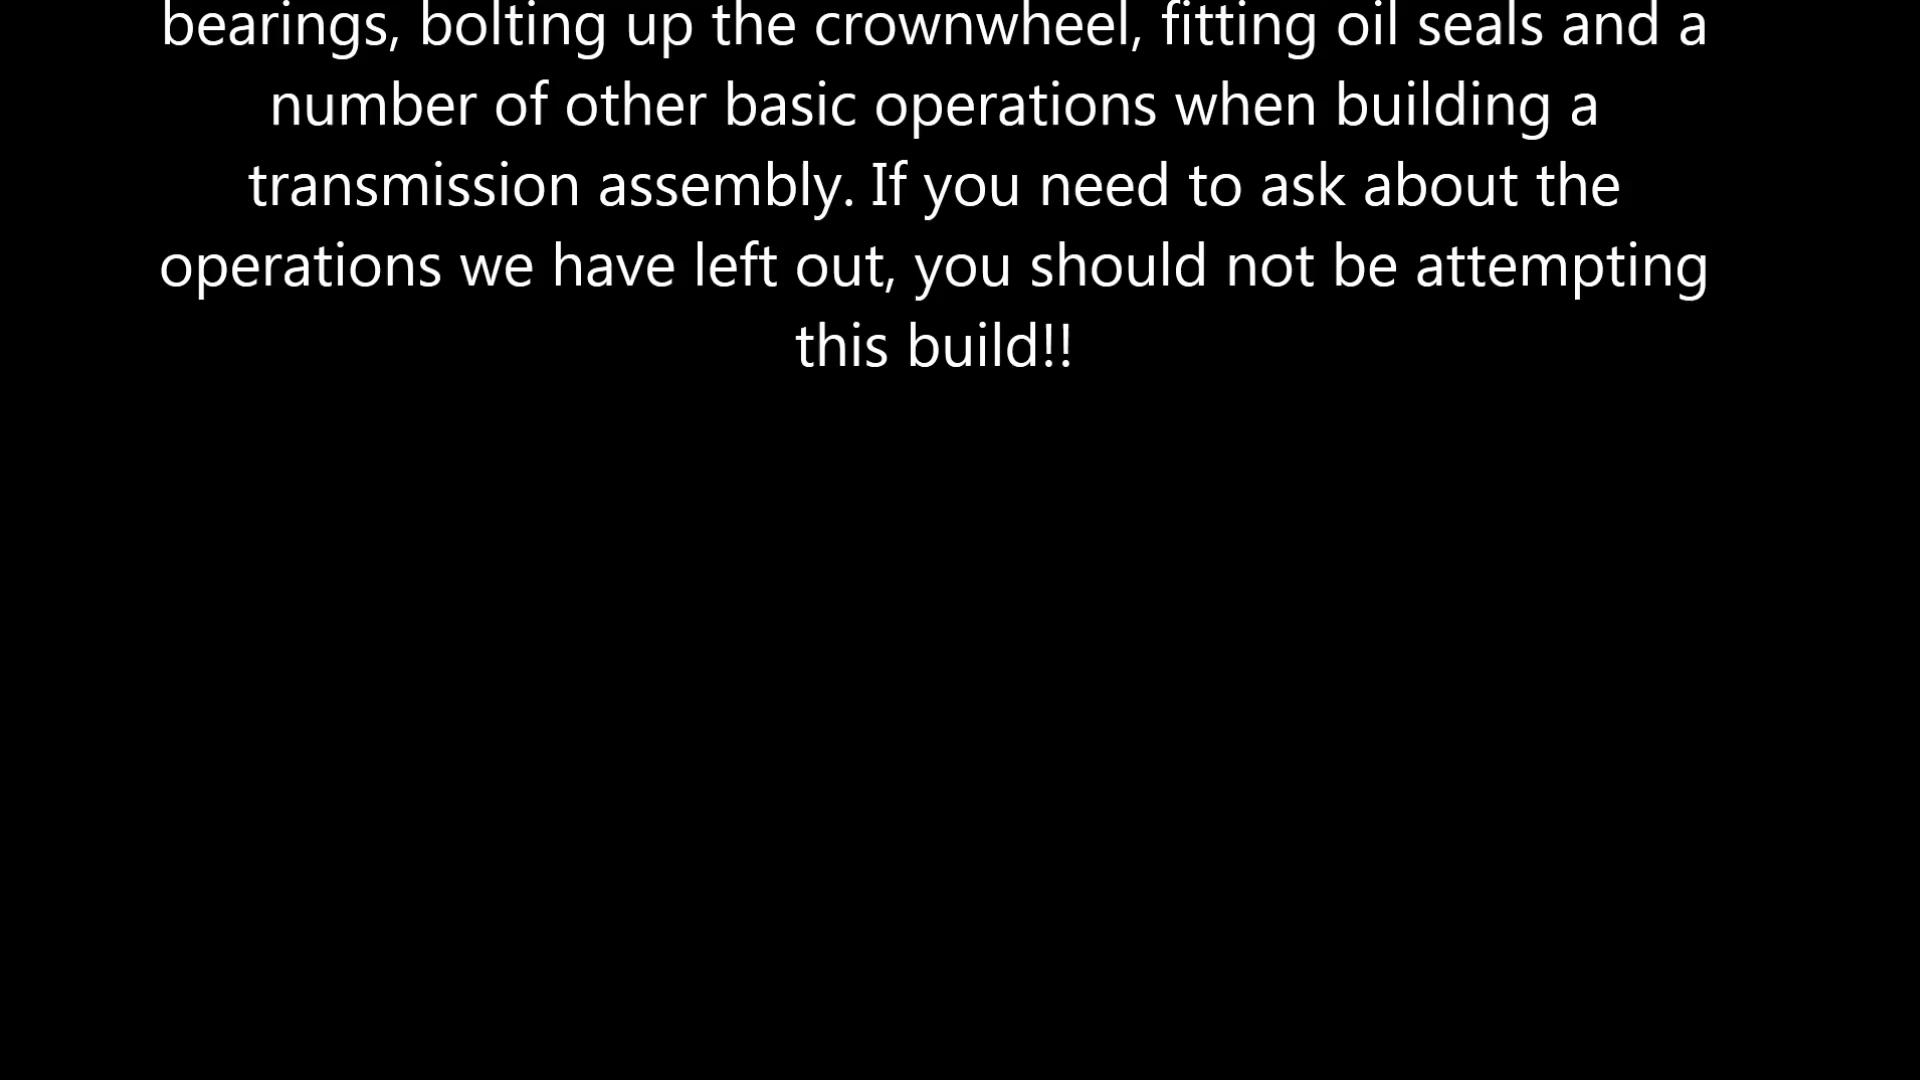 bearings, bolting up the crownwheel, fitting oil seals and a
number of other basic operations when building a
transmission assembly. If you need to ask about the
operations we have left out, you should not be attempting
this build!!